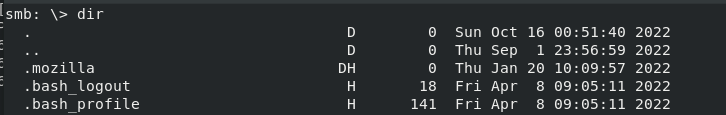 smb: \> dir
. D 0 Sun Oct 16 00:51:40 2022
.. D 0 Thu Sep 1 23:56:59 2022
.mozilla DH 0 Thu Jan 20 10:09:57 2022
.bash_logout H 18 Fri Apr 8 09:05:11 2022
.bash_profile H 141 Fri Apr 8 09:05:11 2022